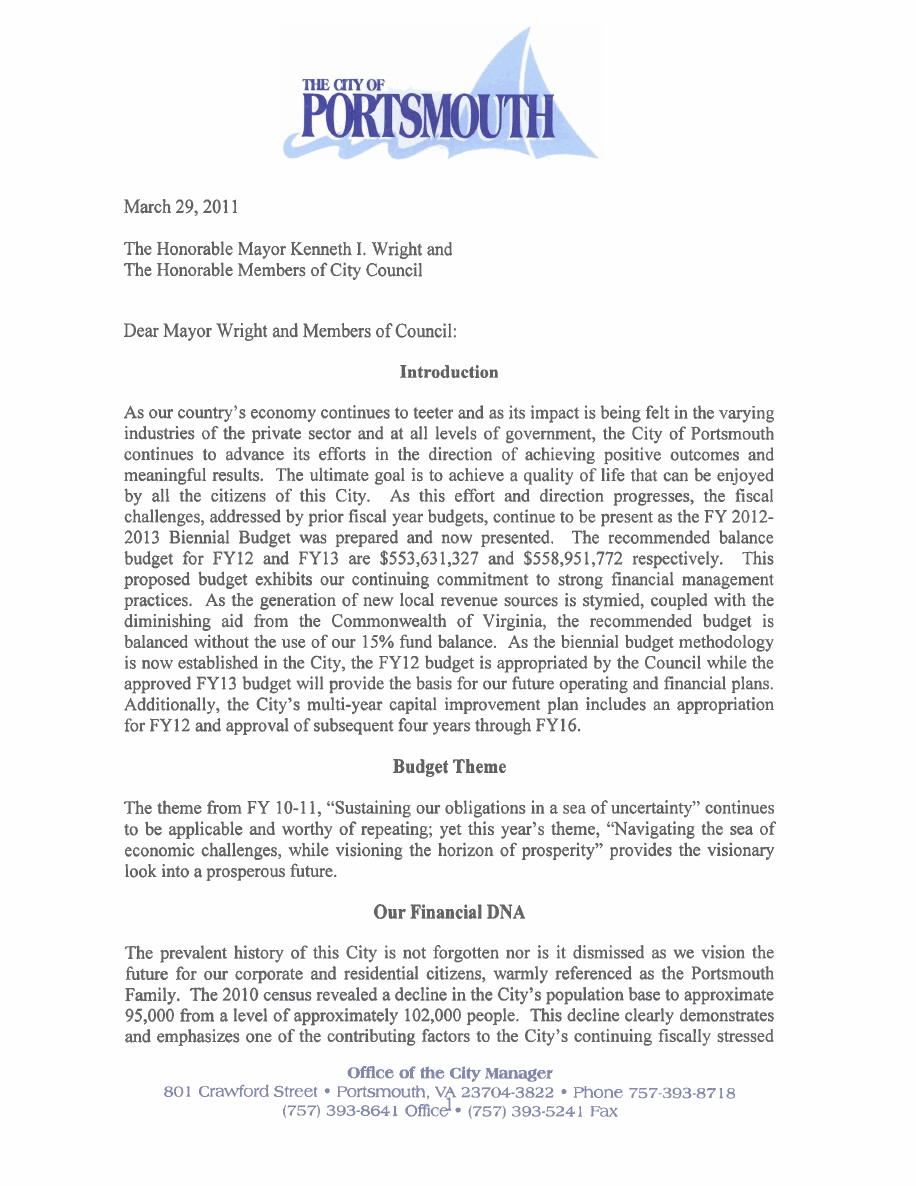 THE CITY OF
PORTSMOUTH
March 29, 2011
The Honorable Mayor Kenneth I. Wright and
The Honorable Members of City Council
Dear Mayor Wright and Members of Council:
Introduction
As our country's economy continues to teeter and as its impact is being felt in the varying
industries of the private sector and at all levels of government, the City of Portsmouth
continues to advance its efforts in the direction of achieving positive outcomes and
meaningful results. The ultimate goal is to achieve a quality of life that can be enjoyed
by all the citizens of this City. As this effort and direction progresses, the fiscal
challenges, addressed by prior fiscal year budgets, continue to be present as the FY 2012-
2013 Biennial Budget was prepared and now presented. The recommended balance
budget for FY12 and FY13 are $553,631,327 and $558,951,772 respectively. This
proposed budget exhibits our continuing commitment to strong financial management
practices. As the generation of new local revenue sources is stymied, coupled with the
diminishing aid from the Commonwealth of Virginia, the recommended budget is
balanced without the use of our 15% fund balance. As the biennial budget methodology
is now established in the City, the FY12 budget is appropriated by the Council while the
approved FY13 budget will provide the basis for our future operating and financial plans.
Additionally, the City's multi-year capital improvement plan includes an appropriation
for FY12 and approval of subsequent four years through FY16.
Budget Theme
The theme from FY 10-11, “Sustaining our obligations in a sea of uncertainty” continues
to be applicable and worthy of repeating; yet this year's theme, “Navigating the sea of
economic challenges, while visioning the horizon of prosperity” provides the visionary
look into a prosperous future.
Our Financial DNA
The prevalent history of this City is not forgotten nor is it dismissed as we vision the
future for our corporate and residential citizens, warmly referenced as the Portsmouth
Family. The 2010 census revealed a decline in the City's population base to approximate
95,000 from a level of approximately 102,000 people. This decline clearly demonstrates
and emphasizes one of the contributing factors to the City's continuing fiscally stressed
Office of the City Manager
801 Crawford Street • Portsmouth, VA 23704-3822 • Phone 757-393-8718
(757) 393-8641 Office • (757) 393-5241 Fax
1